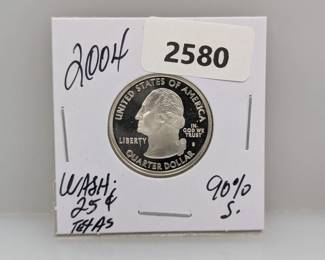 2004
2580
UNITED STATES OF AMERICA
LIBERTY
IN
GOD WE
TRUST
S
QUARTER DOLLAR
WASH;
25¢
TEXAS
90%
S.